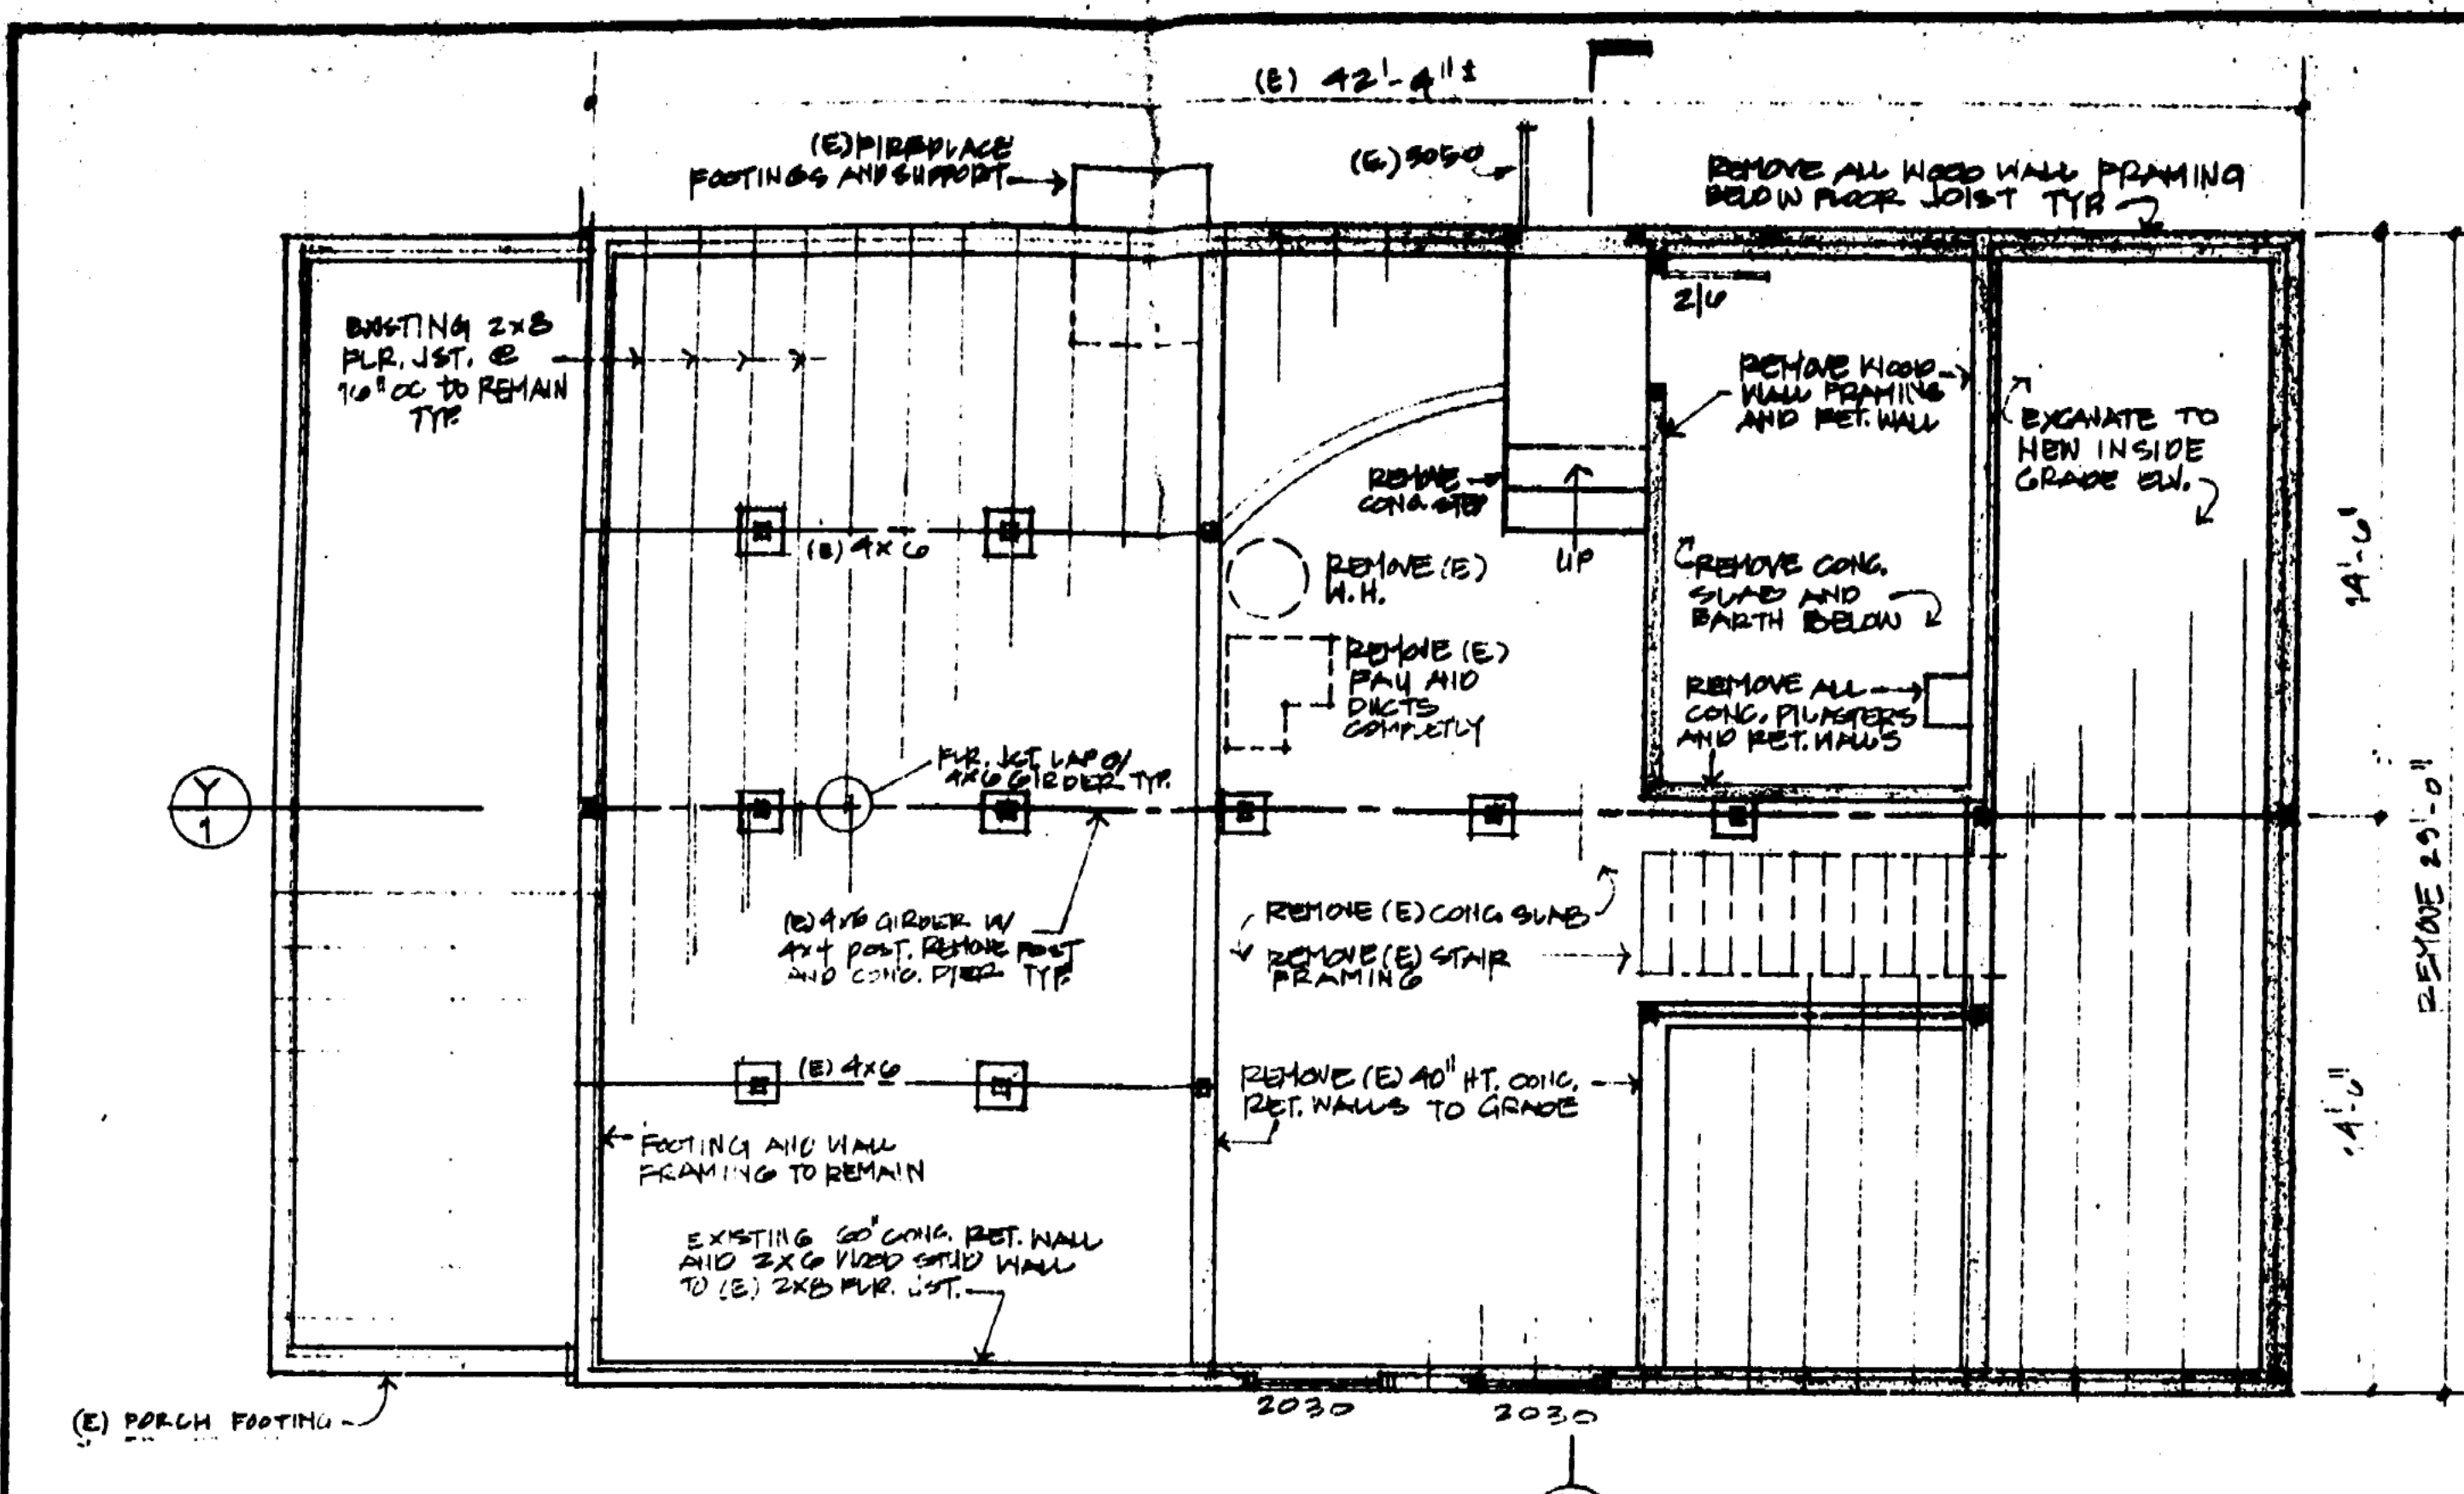 (E) 42'-4"±
(E) FIREPLACE
FOOTINGS AND SUPPORT
(E) 3050
REMOVE ALL WOOD WALL FRAMING
BELOW FLOOR JOIST TYP.
2/6
EXISTING 2x8
FLR. JST. @
16" OC TO REMAIN
TYP.
REMOVE WOOD
WALL FRAMING
AND RET. WALL
EXCAVATE TO
NEW INSIDE
GRADE ELV.
REMOVE
CONC. STEP
UP
(E) 4x6
REMOVE (E)
W.H.
REMOVE CONC.
SLAB AND
EARTH BELOW
14'-6"
REMOVE (E)
FAU AND
DUCTS
COMPLETLY
REMOVE ALL
CONC. PILASTERS
AND RET. WALLS
FLR. JST. LAP O/
4x6 GIRDER TYP.
Y
1
REMOVE 29'-0"
(E) 4x6 GIRDER W/
4x4 POST. REMOVE POST
AND CONC. PIER TYP.
REMOVE (E) CONC SLAB
REMOVE (E) STAIR
FRAMING
(E) 4x6
REMOVE (E) 40" HT. CONC.
RET. WALLS TO GRADE
14'-6"
FOOTING AND WALL
FRAMING TO REMAIN
EXISTING 60" CONC. RET. WALL
AND 2x6 WOOD STUD WALL
TO (E) 2x8 FLR. JST.
2030
2030
(E) PORCH FOOTING